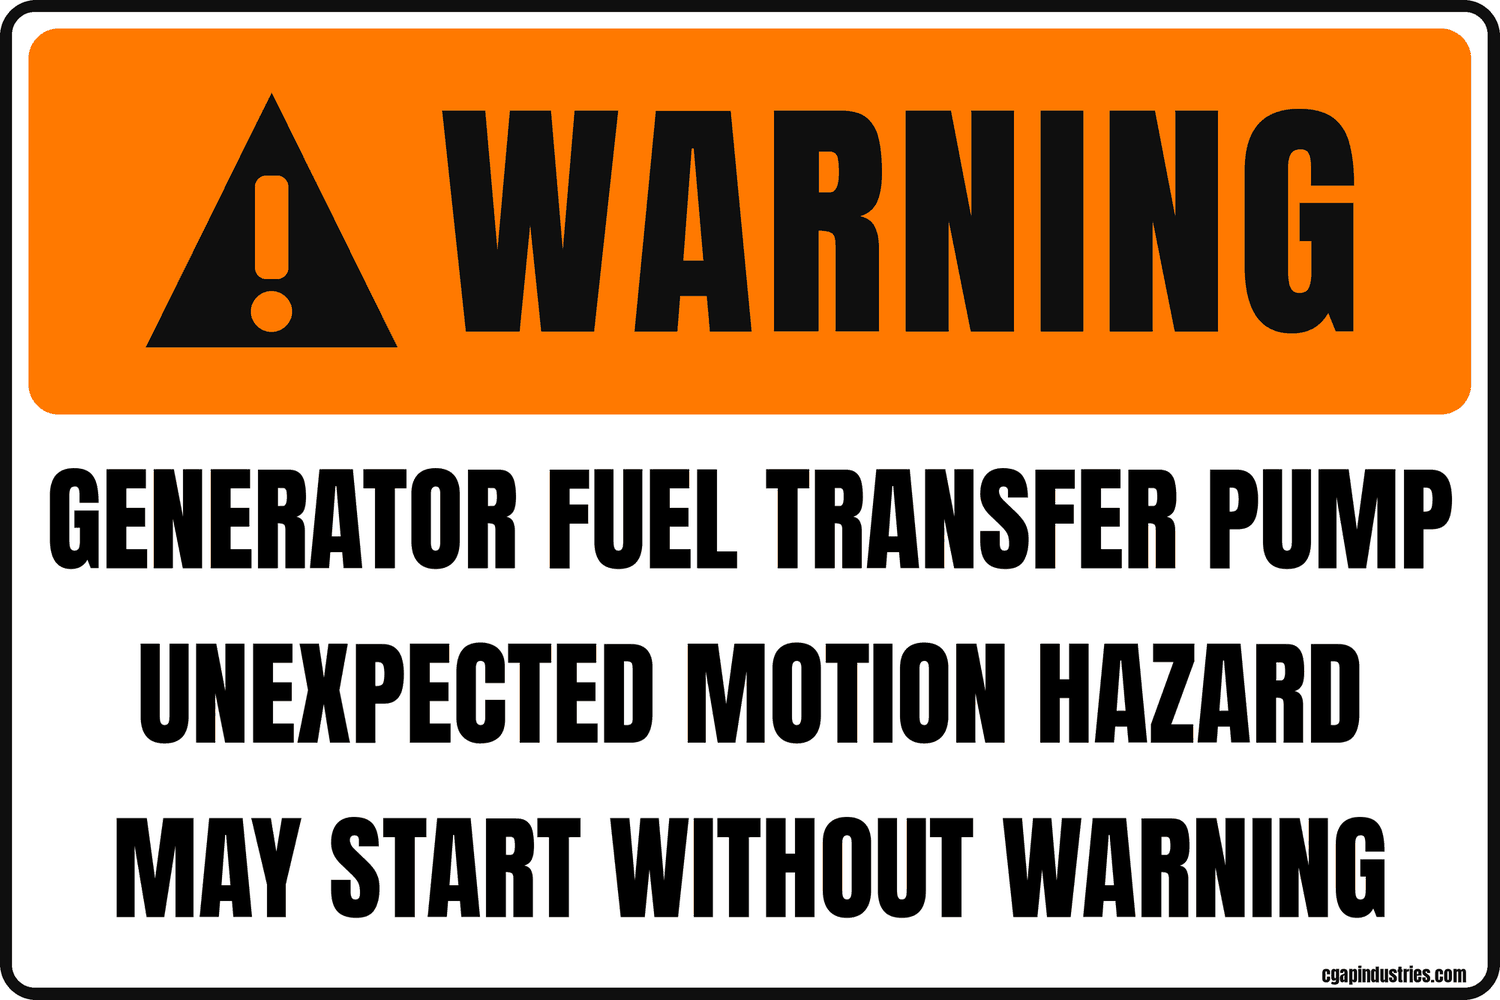 WARNING
GENERATOR FUEL TRANSFER PUMP
UNEXPECTED MOTION HAZARD
MAY START WITHOUT WARNING
cgapindustries.com